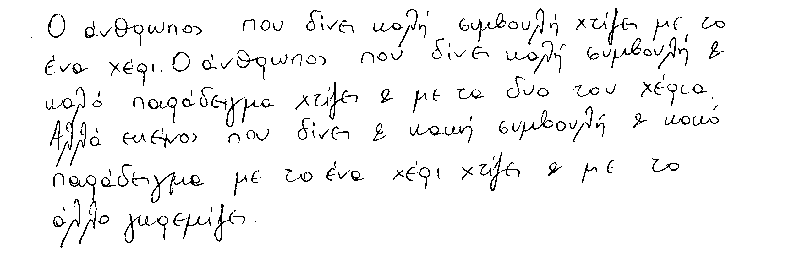 Ο άνθρωπος που δίνει καλή συμβουλή χτίζει με το
ένα χέρι. Ο άνθρωπος που δίνει καλή συμβουλή &
καλό παράδειγμα χτίζει & με τα δυο του χέρια.
Αλλά εκείνος που δίνει & κακή συμβουλή & κακό
παράδειγμα με το ένα χέρι χτίζει & με το
άλλο γκρεμίζει.